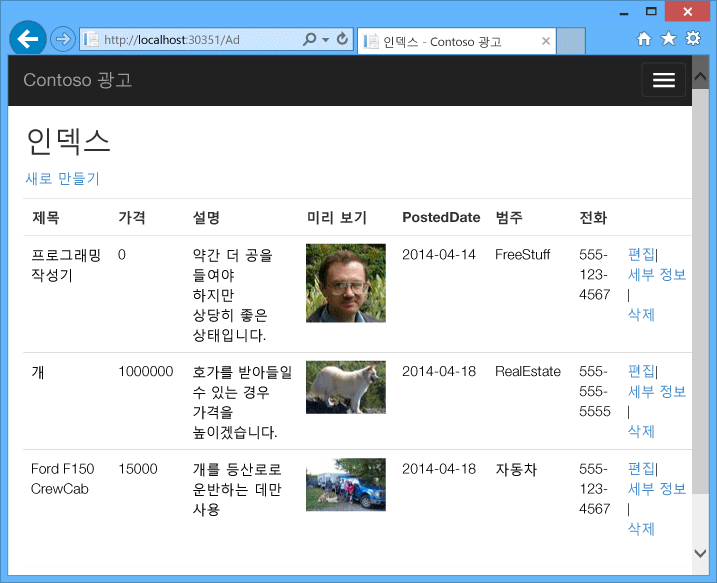 http://localhost:30351/Ad
인덱스 - Contoso 광고
Contoso 광고
인덱스
새로 만들기
제목 가격 설명 미리 보기 PostedDate 범주 전화
프로그래밍 0 약간 더 공을 2014-04-14 FreeStuff 555- 편집|
작성기 들여야 123- 세부 정보
하지만 4567 |
상당히 좋은 삭제
상태입니다.
개 1000000 호가를 받아들일 2014-04-18 RealEstate 555- 편집|
수 있는 경우 555- 세부 정보
가격을 5555 |
높이겠습니다. 삭제
Ford F150 15000 개를 등산로로 2014-04-18 자동차 555- 편집|
CrewCab 운반하는 데만 123- 세부 정보
사용 4567 |
삭제